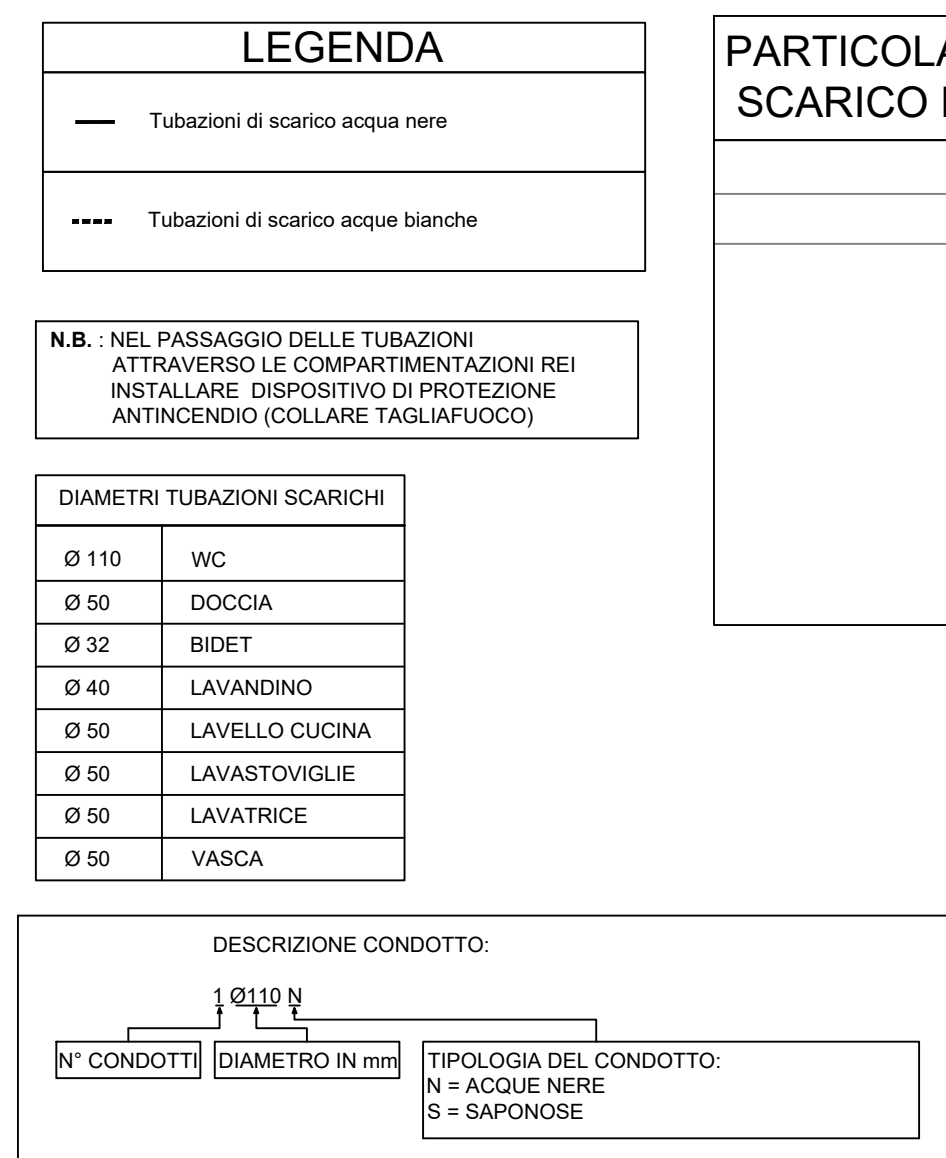 LEGENDA
Tubazioni di scarico acqua nere
Tubazioni di scarico acque bianche
N.B. : NEL PASSAGGIO DELLE TUBAZIONI
ATTRAVERSO LE COMPARTIMENTAZIONI REI
INSTALLARE DISPOSITIVO DI PROTEZIONE
ANTINCENDIO (COLLARE TAGLIAFUOCO)
DIAMETRI TUBAZIONI SCARICHI
Ø 110 WC
Ø 50 DOCCIA
Ø 32 BIDET
Ø 40 LAVANDINO
Ø 50 LAVELLO CUCINA
Ø 50 LAVASTOVIGLIE
Ø 50 LAVATRICE
Ø 50 VASCA
DESCRIZIONE CONDOTTO:
1 Ø110 N
N° CONDOTTI DIAMETRO IN mm TIPOLOGIA DEL CONDOTTO:
N = ACQUE NERE
S = SAPONOSE
SCARICO